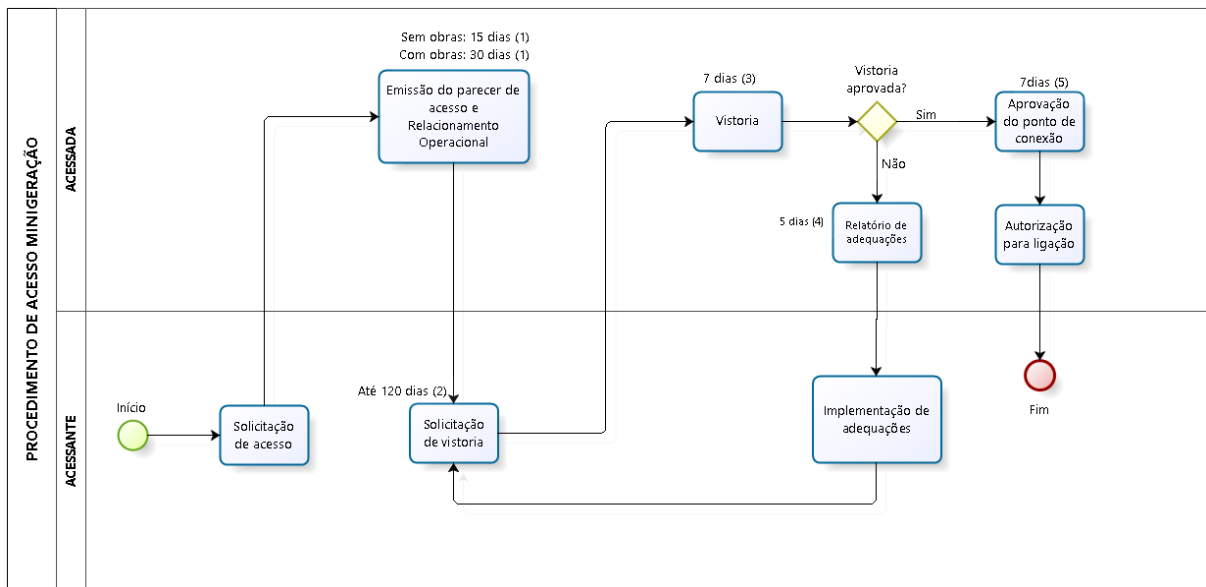 PROCEDIMENTO DE ACESSO MINIGERAÇÃO
ACESSADA
Sem obras: 15 dias (1)
Com obras: 30 dias (1)
Emissão do parecer de
acesso e
Relacionamento
Operacional
7 dias (3)
Vistoria
Vistoria
aprovada?
Sim
Não
7dias (5)
Aprovação
do ponto de
conexão
5 dias (4)
Relatório de
adequações
Autorização
para ligação
ACESSANTE
Início
Solicitação
de acesso
Até 120 dias (2)
Solicitação
de vistoria
Implementação de
adequações
Fim